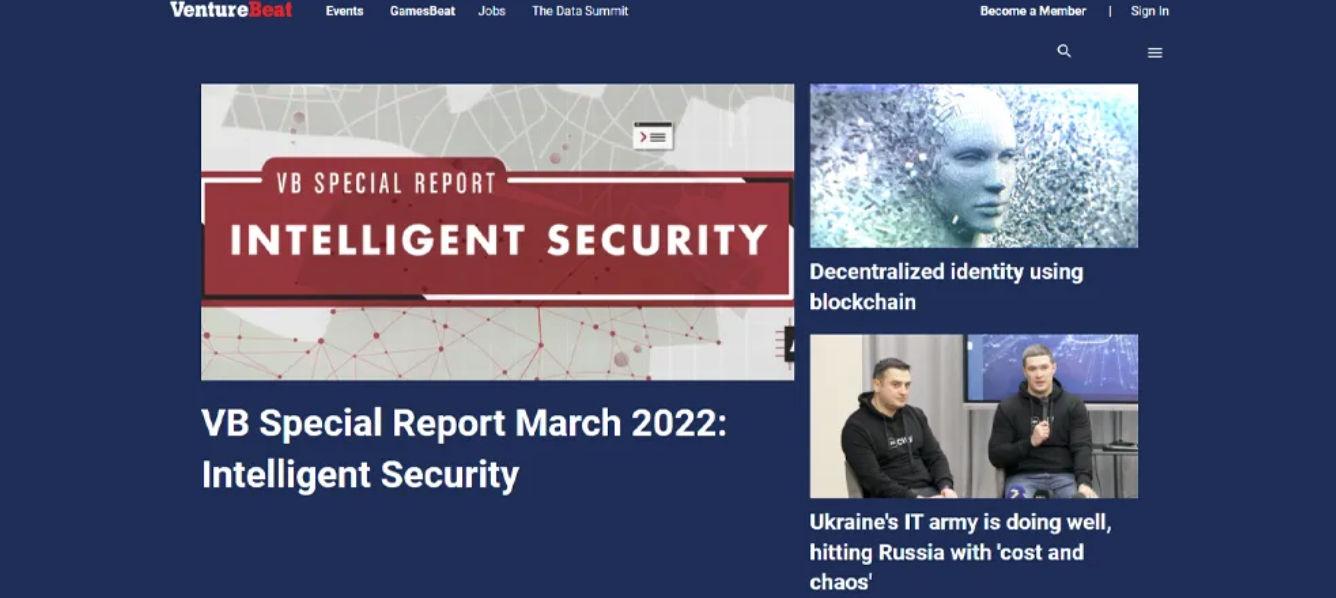 VentureBeat Events GamesBeat Jobs The Data Summit Become a Member | Sign In
VB SPECIAL REPORT
INTELLIGENT SECURITY
VB Special Report March 2022:
Intelligent Security
Decentralized identity using
blockchain
Ukraine's IT army is doing well,
hitting Russia with 'cost and
chaos'